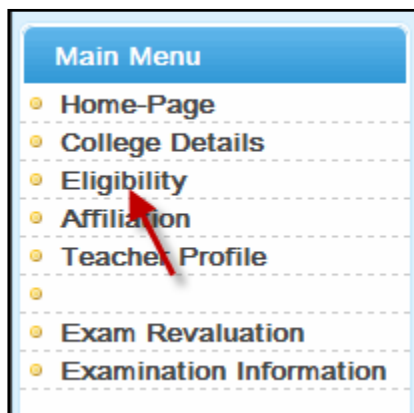 Main Menu
Home-Page
College Details
Eligibility
Affiliation
Teacher Profile
Exam Revaluation
Examination Information